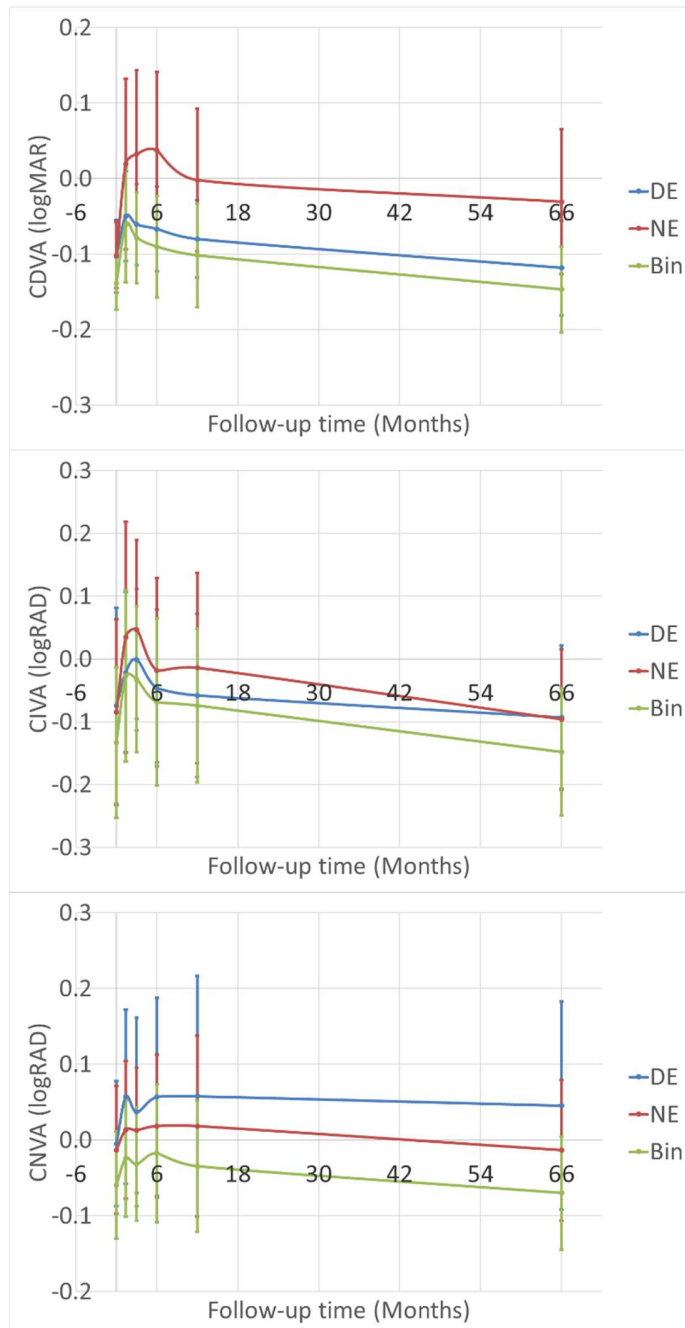 0.2
0.1
0.0
-0.1
-0.2
-0.3
CDVA (logMAR)
-6 6 18 30 42 54 66
Follow-up time (Months)
DE
NE
Bin
0.3
0.2
0.1
0.0
-0.1
-0.2
-0.3
CIVA (logRAD)
-6 6 18 30 42 54 66
Follow-up time (Months)
DE
NE
Bin
0.3
0.2
0.1
0.0
-0.1
-0.2
CNVA (logRAD)
-6 6 18 30 42 54 66
Follow-up time (Months)
DE
NE
Bin